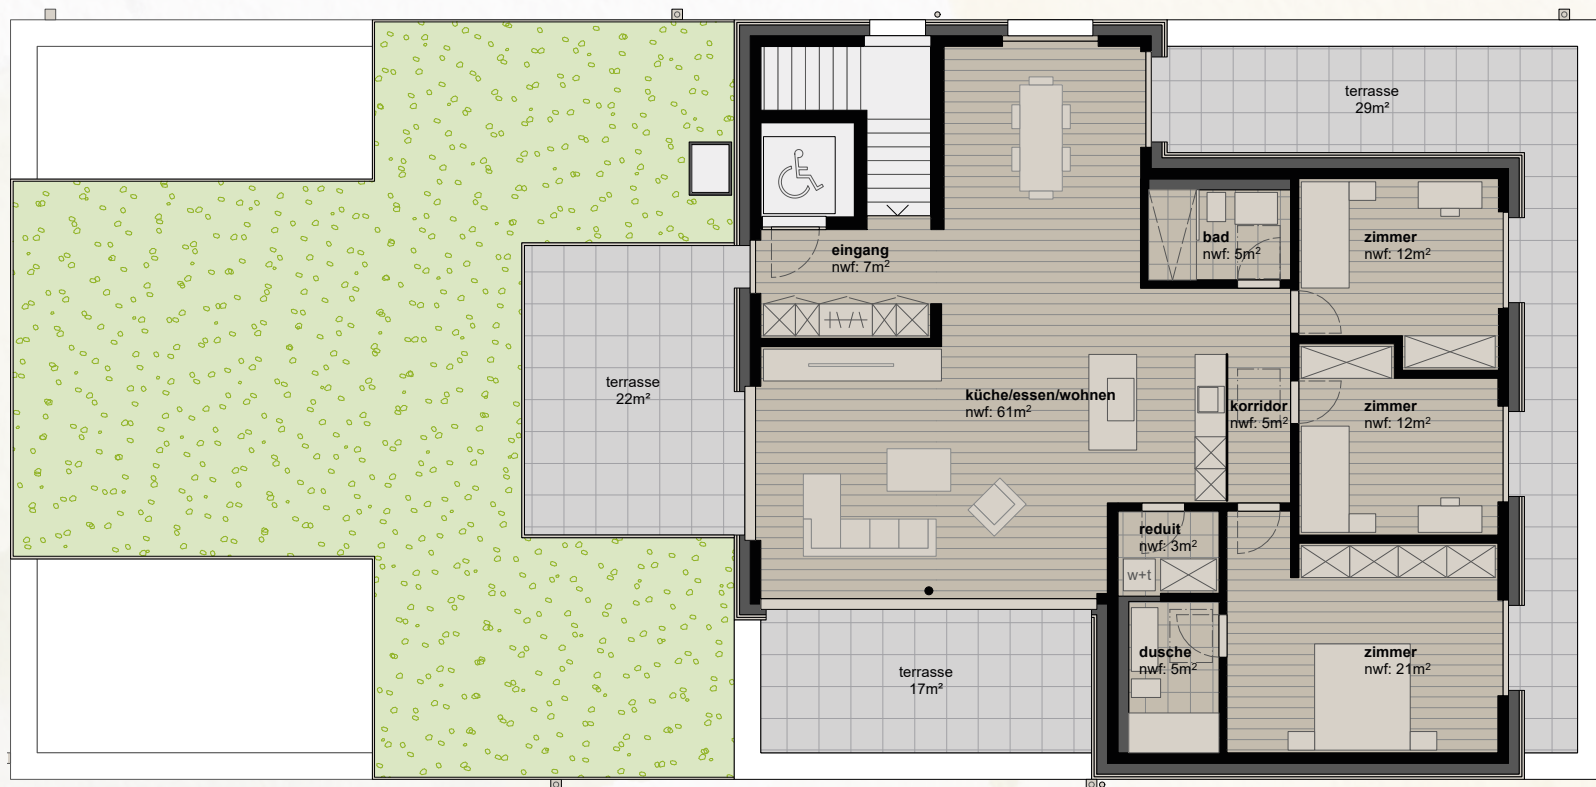 terrasse
29m²
bad
nwf: 5m²
zimmer
nwf: 12m²
eingang
nwf: 7m²
terrasse
22m²
küche/essen/wohnen
nwf: 61m²
korridor
nwf: 5m²
zimmer
nwf: 12m²
reduit
nwf: 3m²
w+t
dusche
nwf: 5m²
zimmer
nwf: 21m²
terrasse
17m²